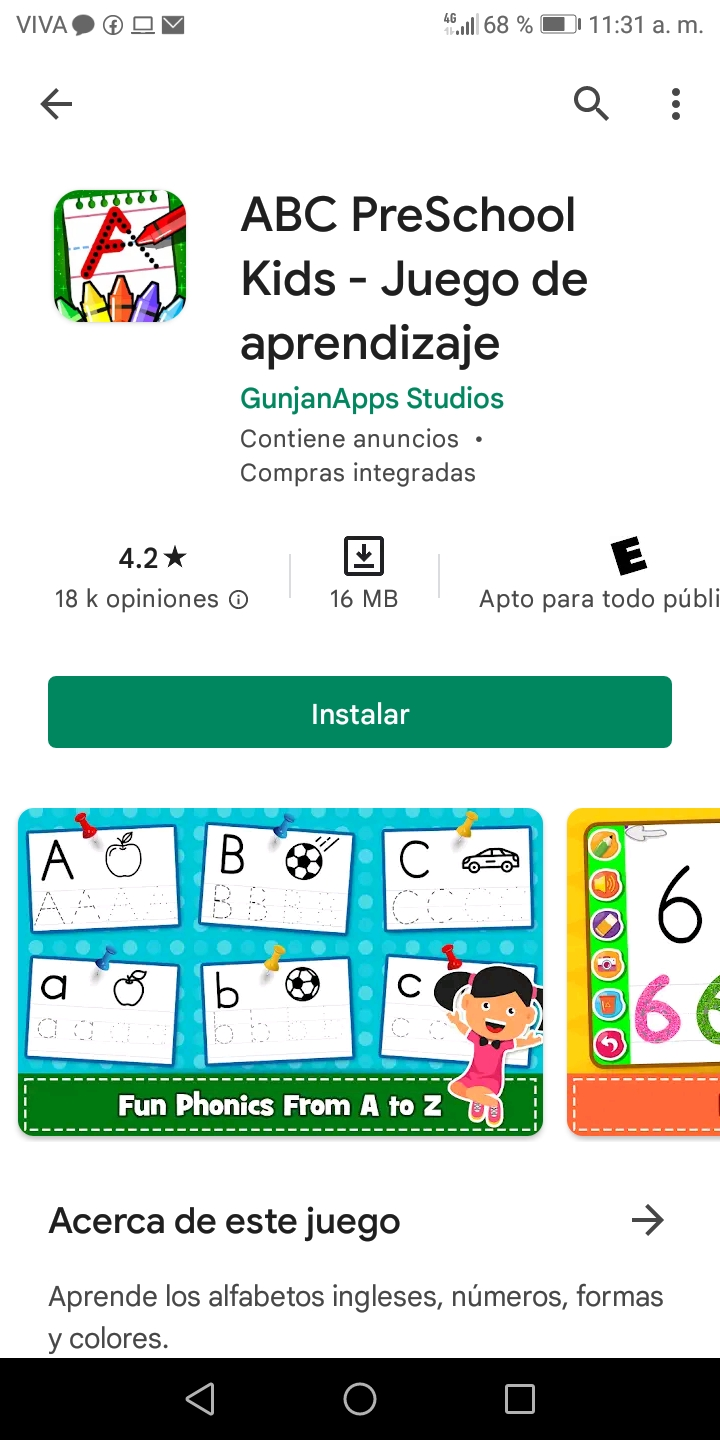 VIVA 4G 68 % 11:31 a. m.
ABC PreSchool
Kids - Juego de
aprendizaje
GunjanApps Studios
Contiene anuncios •
Compras integradas
4.2★
18 k opiniones
16 MB
E
Apto para todo públi
Instalar
A B C
A A A A B B B B C C C C
a b c
a a a a b b b b c c
Fun Phonics From A to Z
6
6 6
Acerca de este juego
Aprende los alfabetos ingleses, números, formas
y colores.